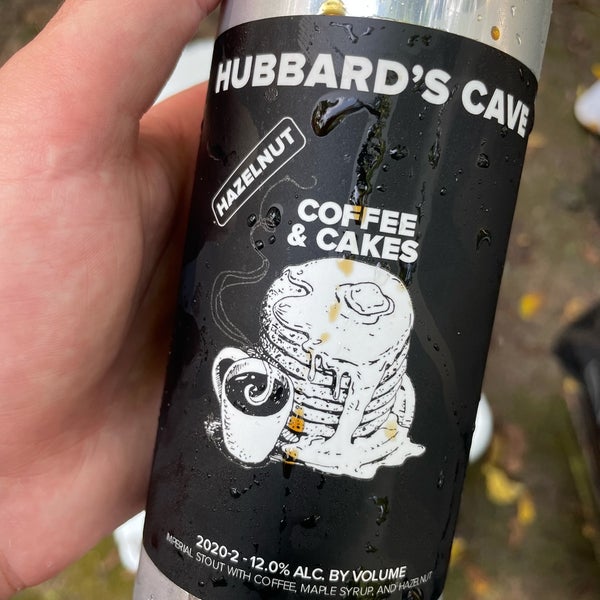 HUBBARD'S CAVE
HAZELNUT
COFFEE
& CAKES
2020-2 - 12.0% ALC. BY VOLUME
IMPERIAL STOUT WITH COFFEE, MAPLE SYRUP, AND HAZELNUT